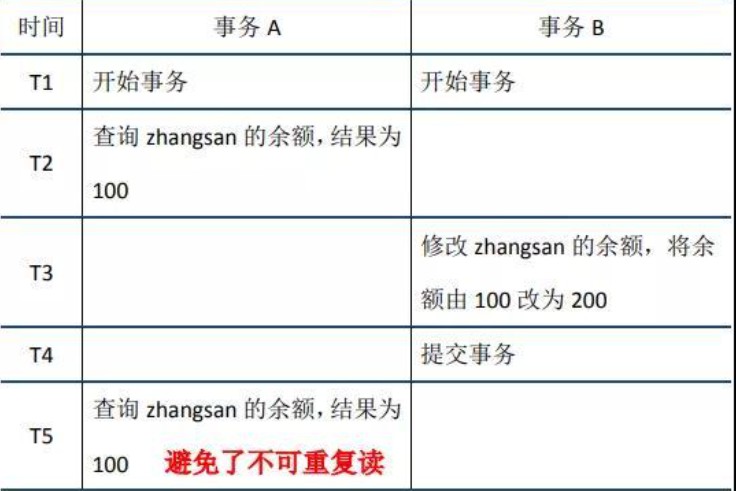 时间 事务 A 事务 B
T1 开始事务 开始事务
查询 zhangsan 的余额，结果为
T2
100
修改 zhangsan 的余额，将余
T3
额由 100 改为 200
T4 提交事务
查询 zhangsan 的余额，结果为
T5
100 避免了不可重复读